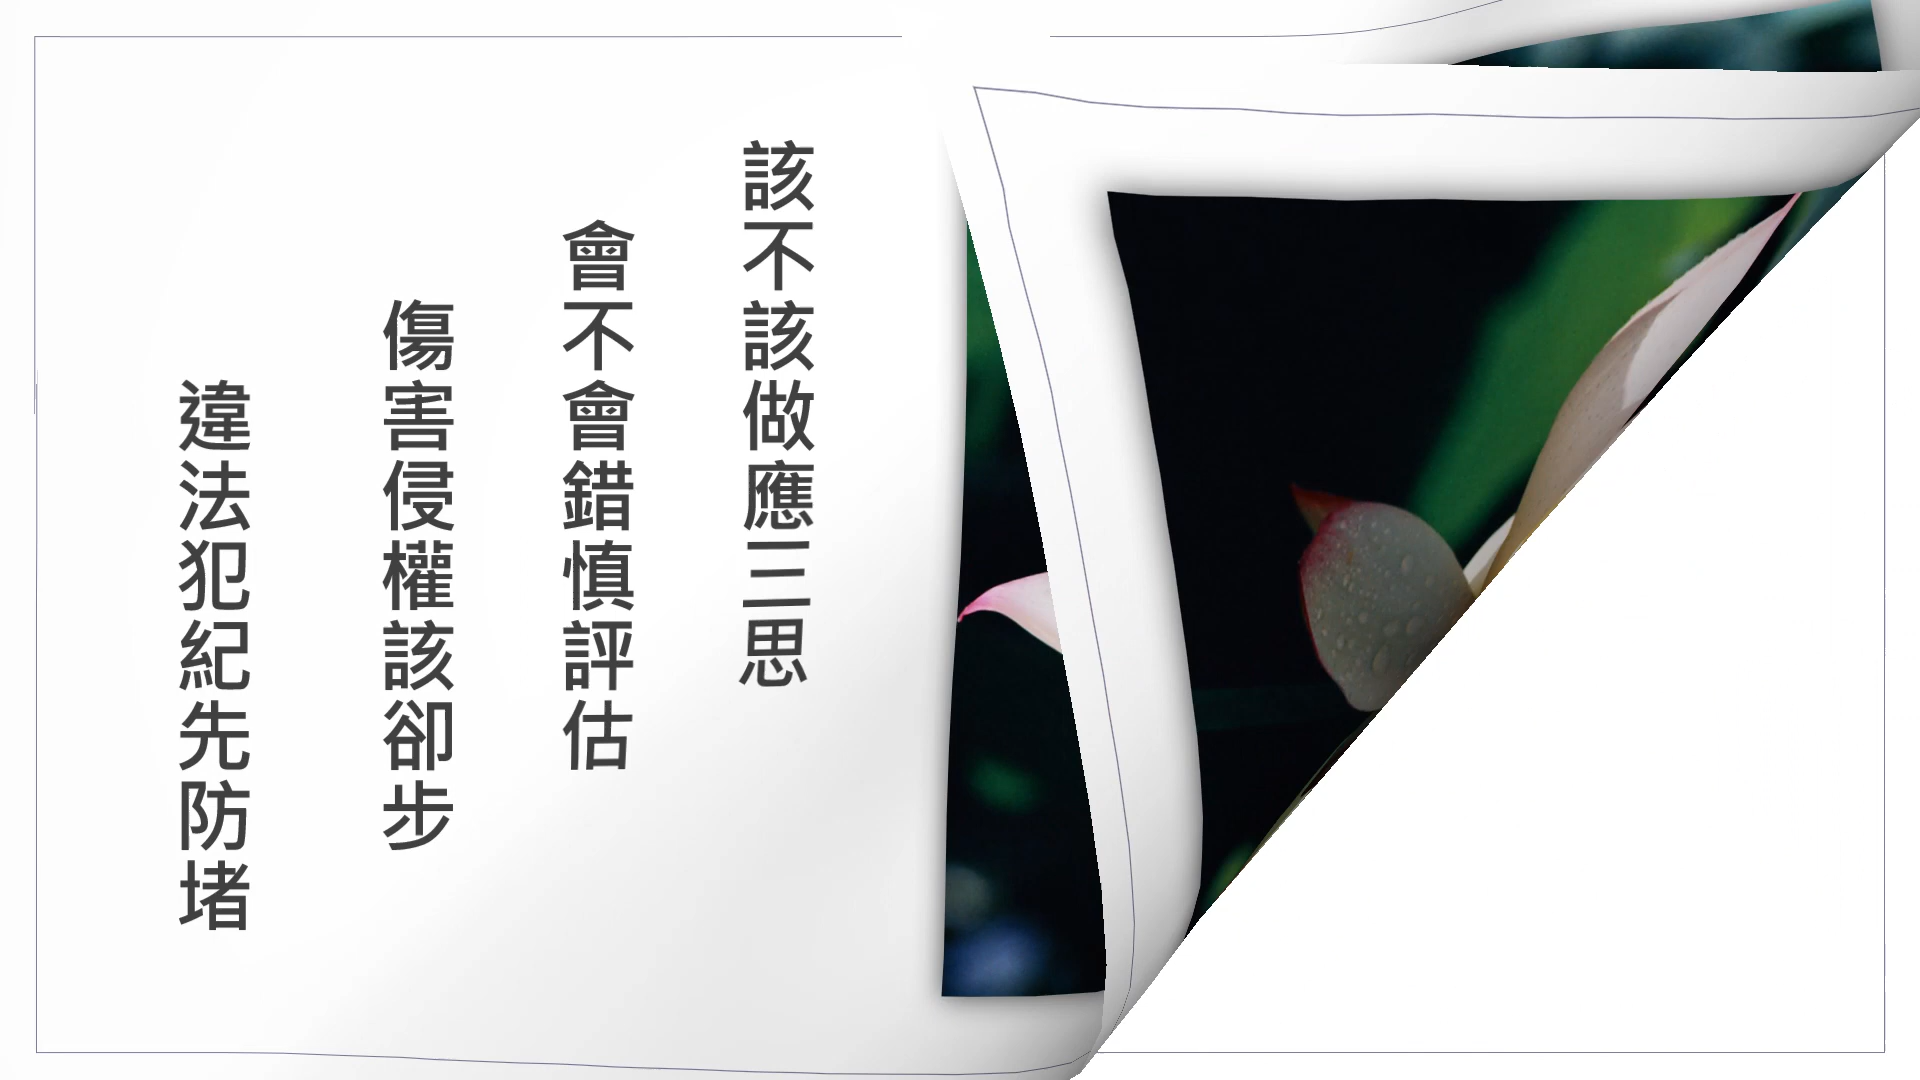 該不該做應三思
會不會錯慎評估
傷害侵權該卻步
違法犯紀先防堵